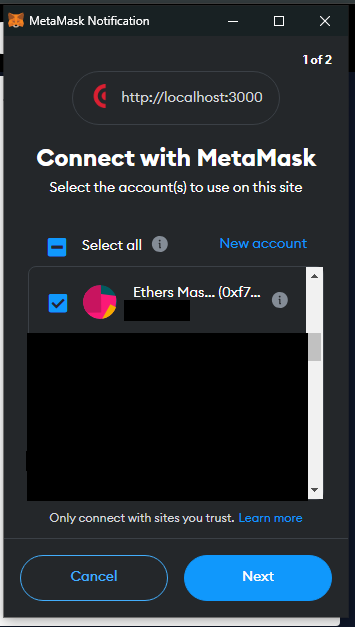 MetaMask Notification
1 of 2
http://localhost:3000
Connect with MetaMask
Select the account(s) to use on this site
Select all
New account
Ethers Mas... (0xf7...
Only connect with sites you trust. Learn more
Cancel
Next